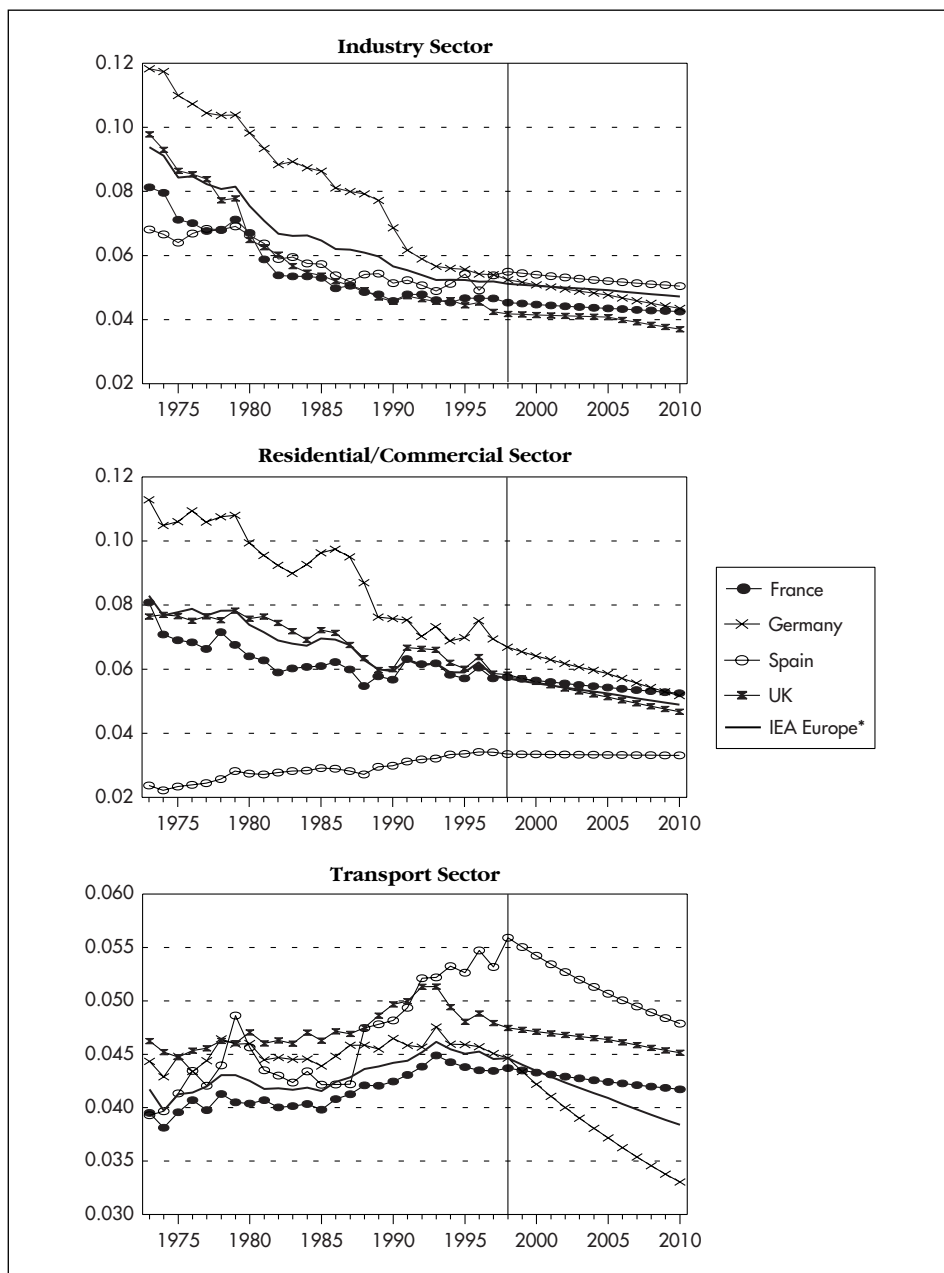 Industry Sector
0.12
0.10
0.08
0.06
0.04
0.02
1975 1980 1985 1990 1995 2000 2005 2010
Residential/Commercial Sector
0.12
0.10
0.08
0.06
0.04
0.02
1975 1980 1985 1990 1995 2000 2005 2010
France
Germany
Spain
UK
IEA Europe*
Transport Sector
0.060
0.055
0.050
0.045
0.040
0.035
0.030
1975 1980 1985 1990 1995 2000 2005 2010